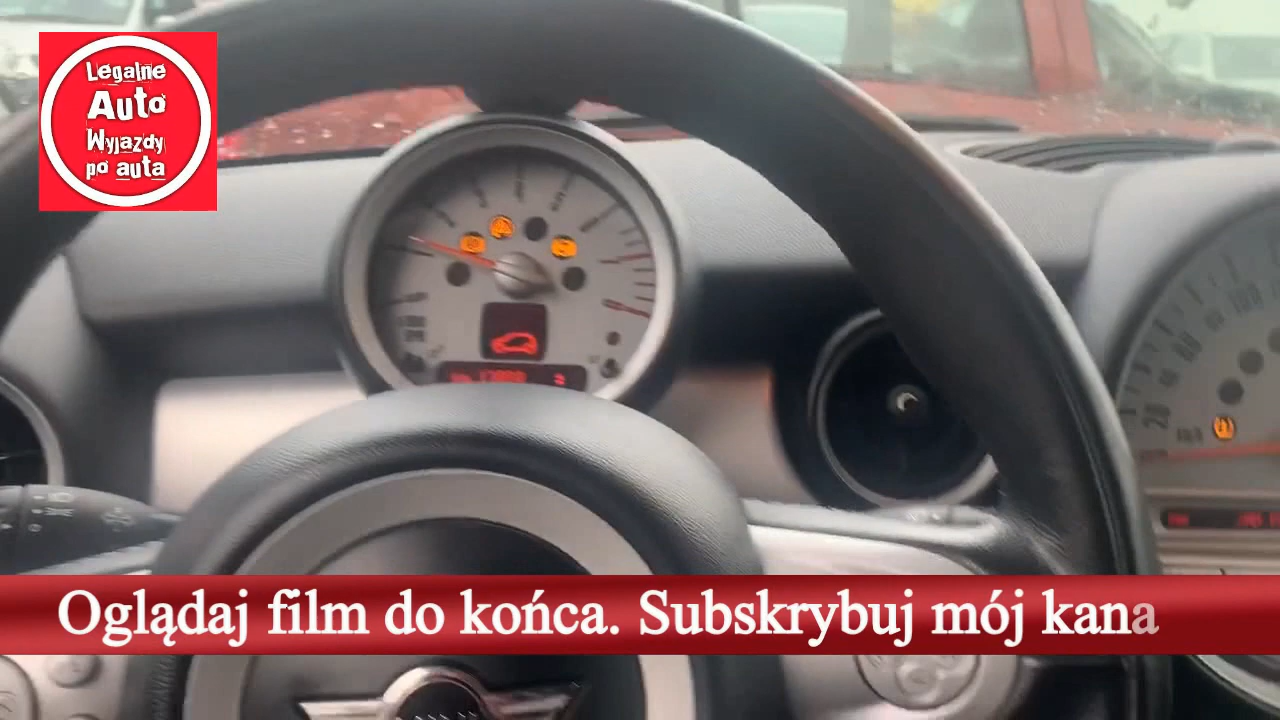 Legalne
Auto
Wyjazdy
po auta
Oglądaj film do końca. Subskrybuj mój kana